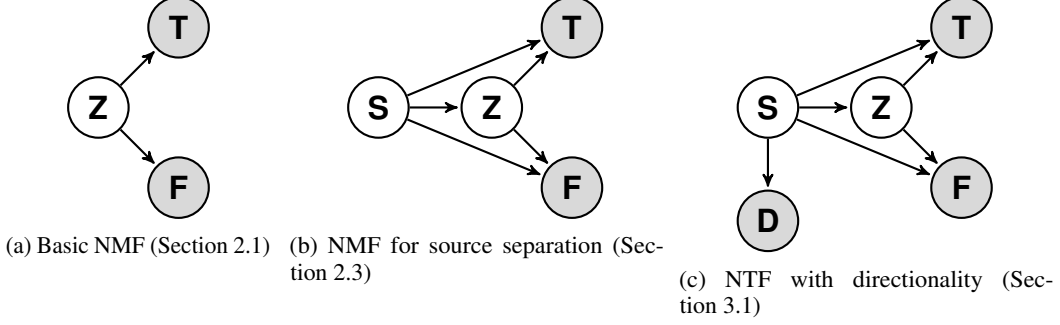 T
Z
F
(a) Basic NMF (Section 2.1)
T
S
Z
F
(b) NMF for source separation (Sec-
tion 2.3)
T
S
Z
F
D
(c) NTF with directionality (Sec-
tion 3.1)